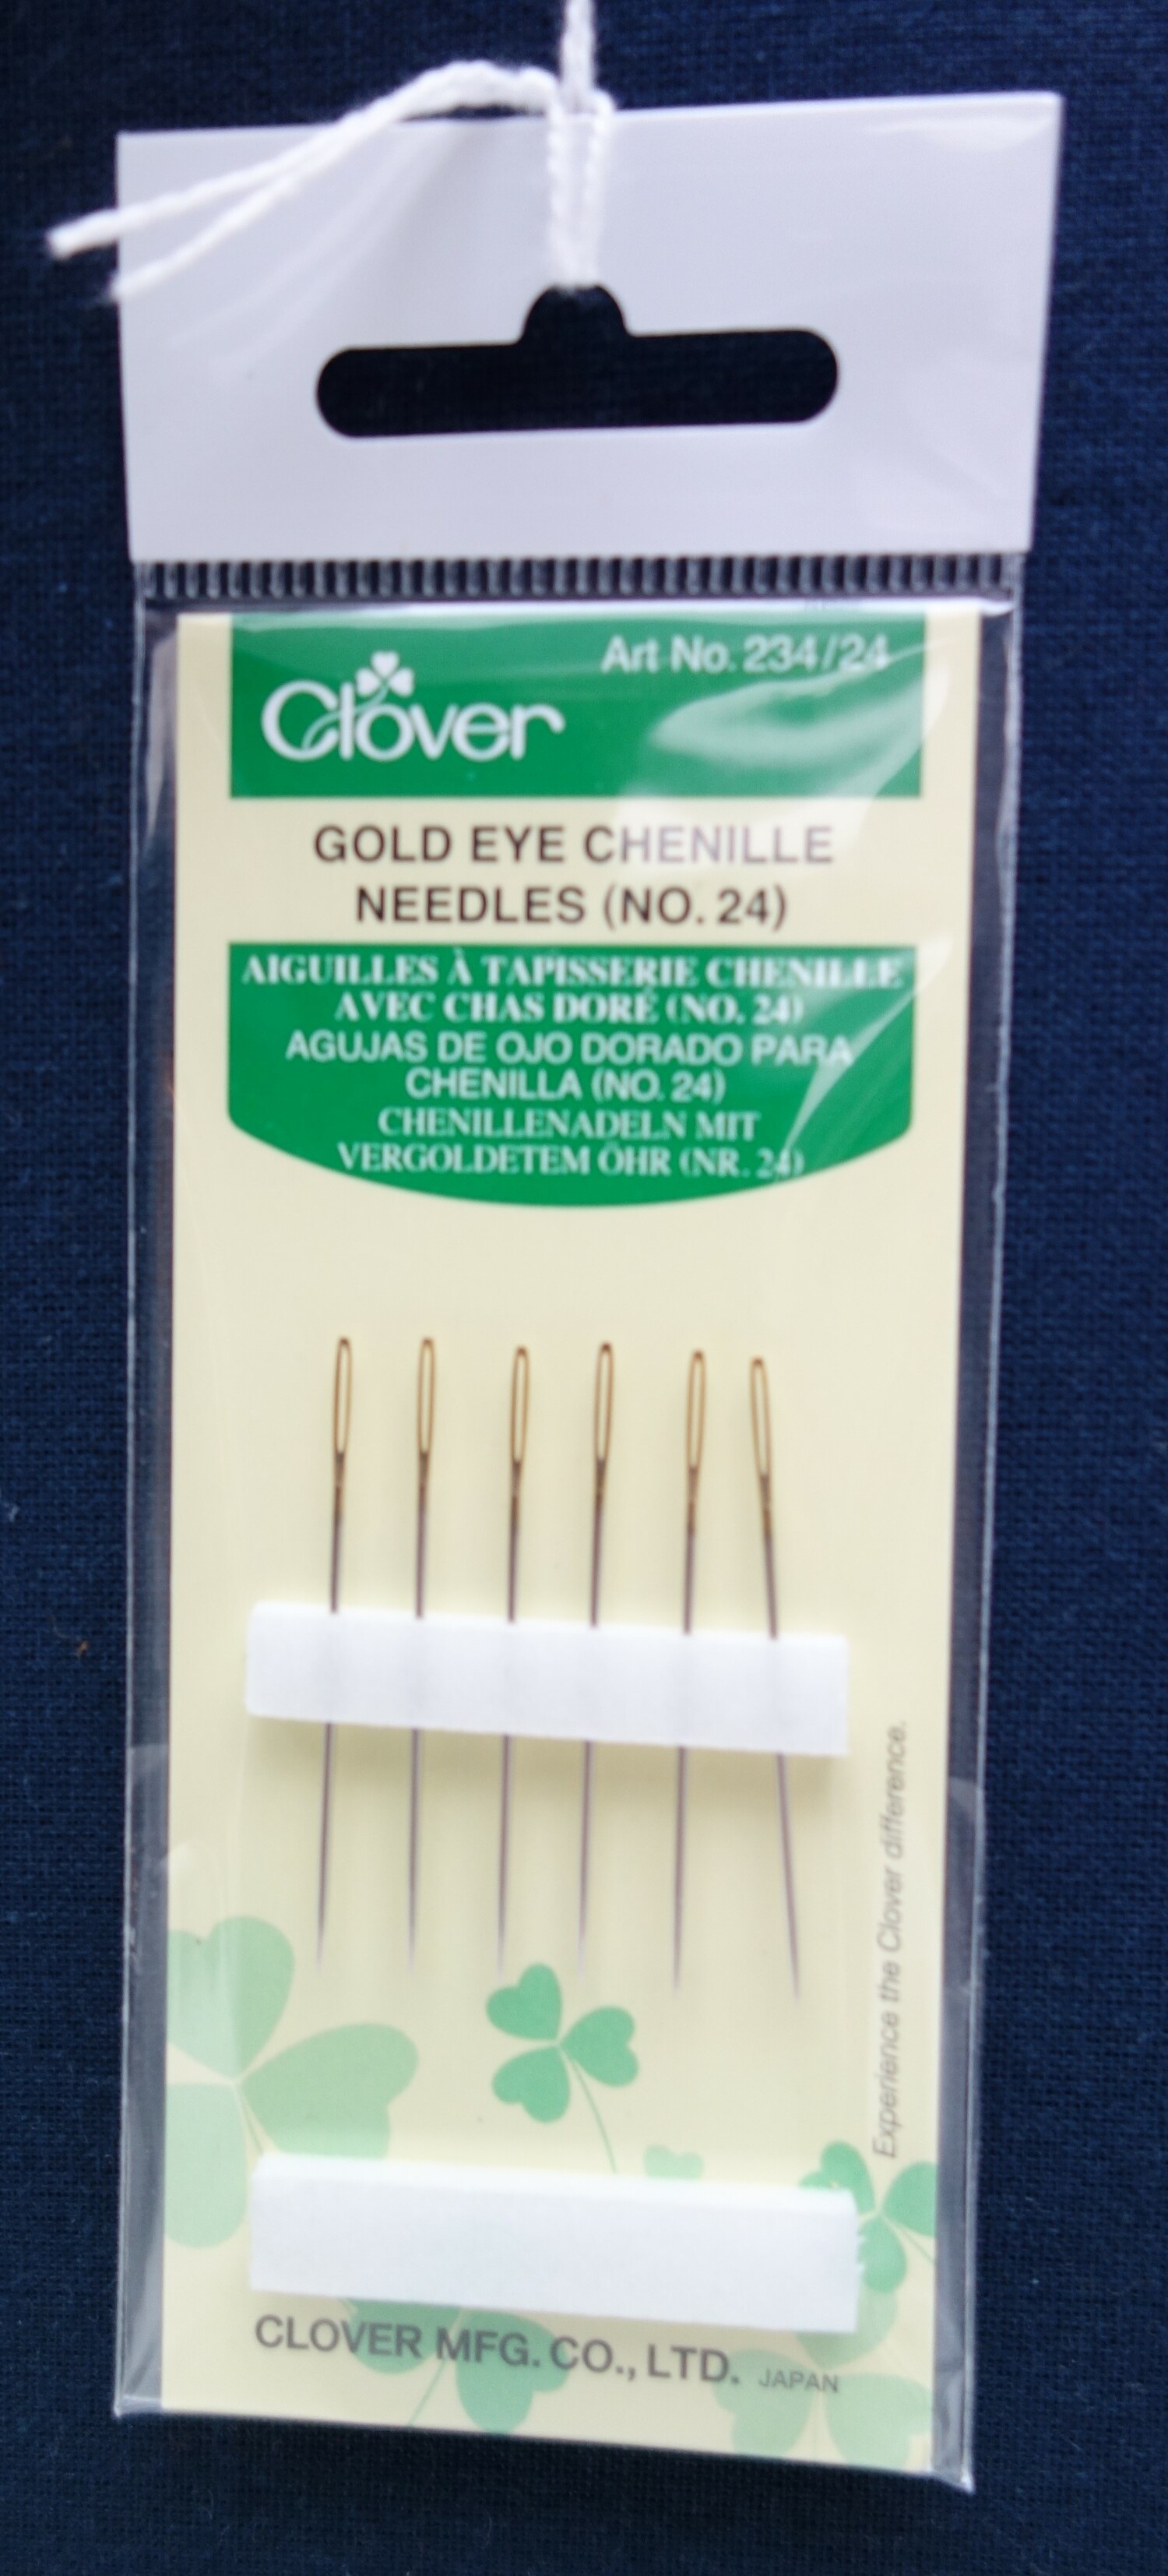 Art No. 234/24
Clover
GOLD EYE CHENILLE
NEEDLES (NO. 24)
AIGUILLES À TAPISSERIE CHENILLE
AVEC CHAS DORÉ (NO. 24)
AGUJAS DE OJO DORADO PARA
CHENILLA (NO. 24)
CHENILLENADELN MIT
VERGOLDETEM ÖHR (NR. 24)
Experience the Clover difference.
CLOVER MFG. CO., LTD. JAPAN